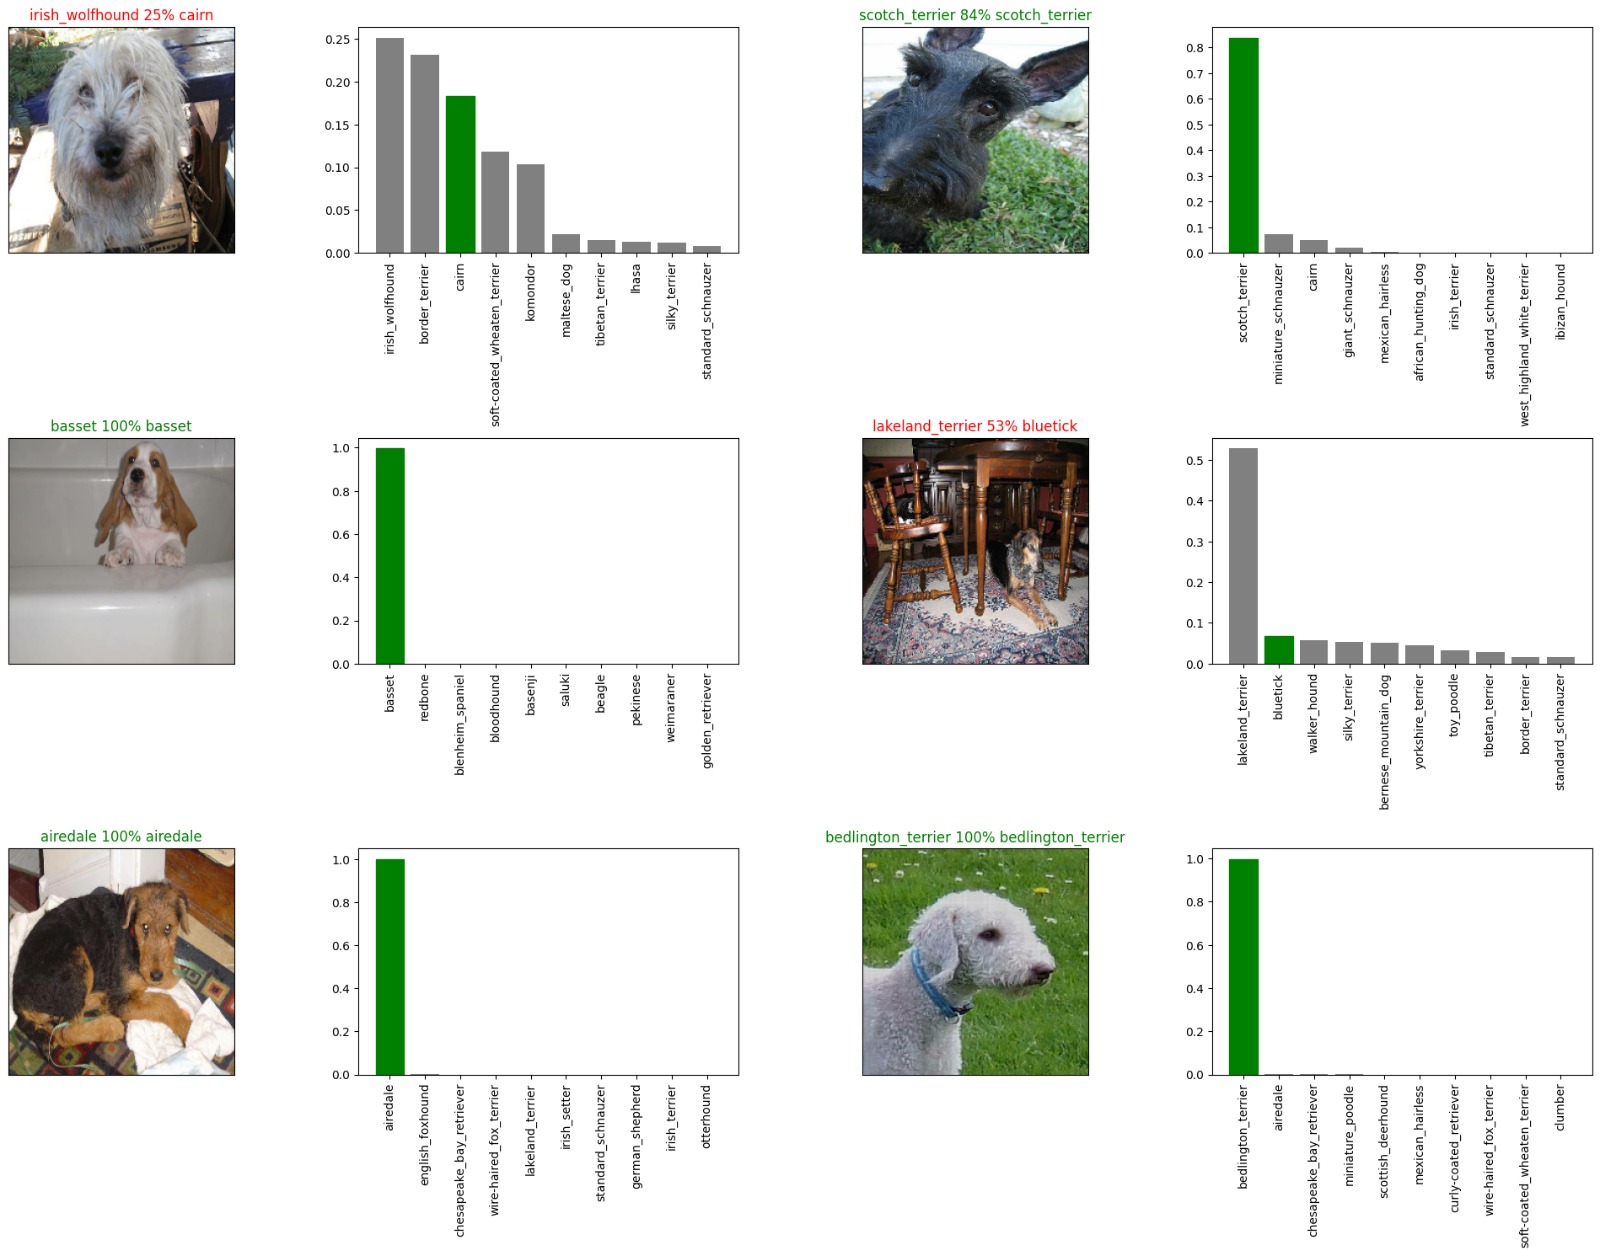 irish_wolfhound 25% cairn
0.25
0.20
0.15
0.10
0.05
0.00
irish_wolfhound
border_terrier
cairn
soft-coated_wheaten_terrier
komondor
maltese_dog
tibetan_terrier
lhasa
silky_terrier
standard_schnauzer
scotch_terrier 84% scotch_terrier
0.8
0.7
0.6
0.5
0.4
0.3
0.2
0.1
0.0
scotch_terrier
miniature_schnauzer
cairn
giant_schnauzer
mexican_hairless
african_hunting_dog
irish_terrier
standard_schnauzer
west_highland_white_terrier
ibizan_hound
basset 100% basset
1.0
0.8
0.6
0.4
0.2
0.0
basset
redbone
blenheim_spaniel
bloodhound
basenji
saluki
beagle
pekinese
weimaraner
golden_retriever
lakeland_terrier 53% bluetick
0.5
0.4
0.3
0.2
0.1
0.0
lakeland_terrier
bluetick
walker_hound
silky_terrier
bernese_mountain_dog
yorkshire_terrier
toy_poodle
tibetan_terrier
border_terrier
standard_schnauzer
airedale 100% airedale
1.0
0.8
0.6
0.4
0.2
0.0
airedale
english_foxhound
chesapeake_bay_retriever
wire-haired_fox_terrier
lakeland_terrier
irish_setter
standard_schnauzer
german_shepherd
irish_terrier
otterhound
bedlington_terrier 100% bedlington_terrier
1.0
0.8
0.6
0.4
0.2
0.0
bedlington_terrier
airedale
chesapeake_bay_retriever
miniature_poodle
scottish_deerhound
mexican_hairless
curly-coated_retriever
wire-haired_fox_terrier
soft-coated_wheaten_terrier
clumber